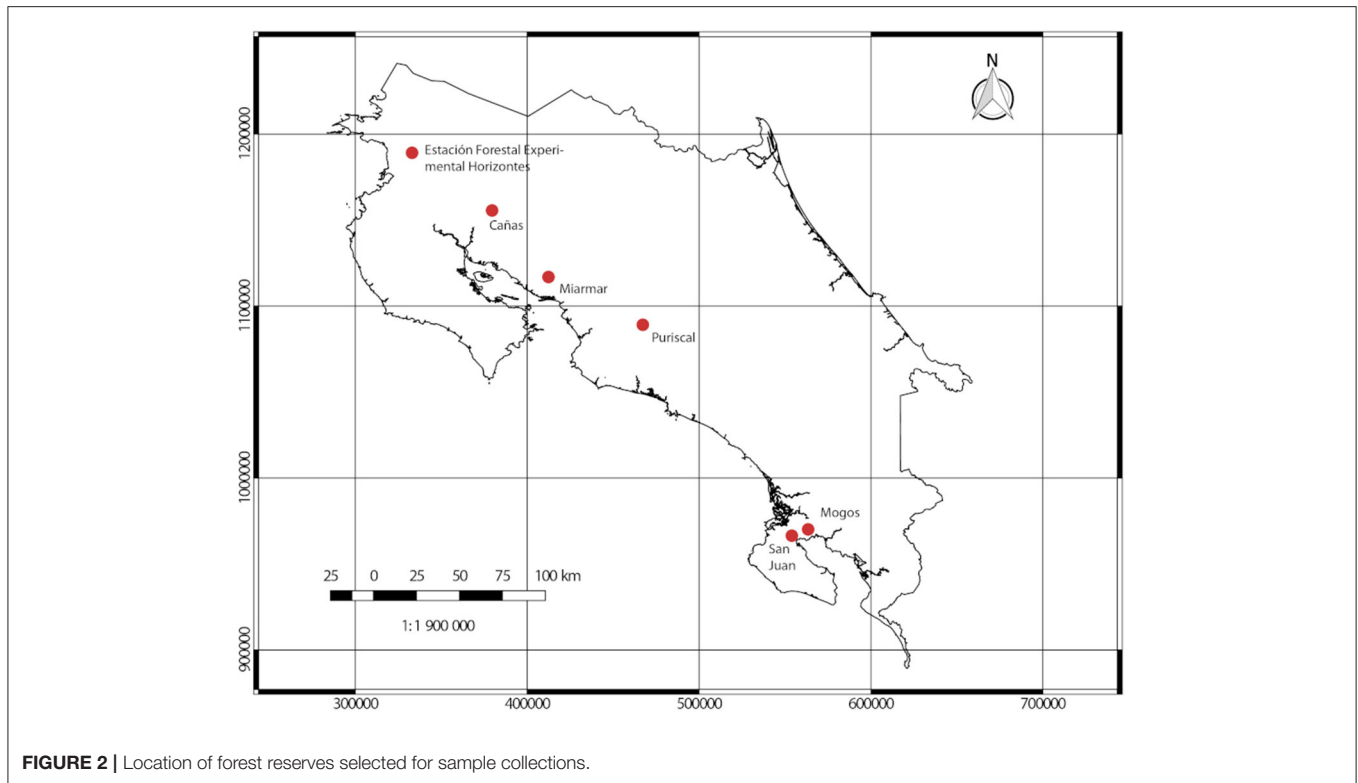 N
1200000
Estación Forestal Experi-
mental Horizontes
Cañas
Miarmar
1100000
Puriscal
1000000
Mogos
San
Juan
25 0 25 50 75 100 km
1:1 900 000
900000
300000 400000 500000 600000 700000
FIGURE 2 | Location of forest reserves selected for sample collections.